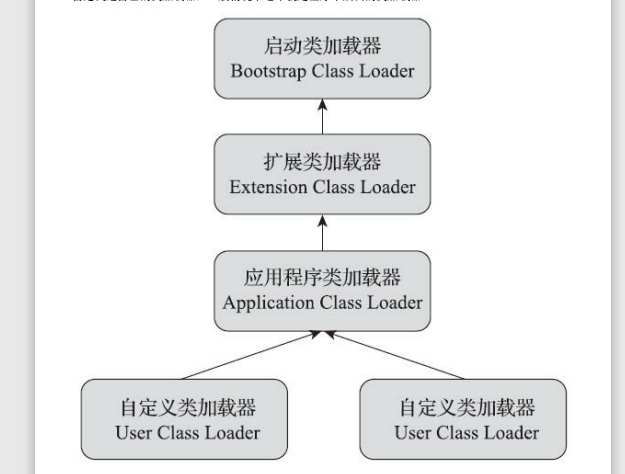 启动类加载器
Bootstrap Class Loader
扩展类加载器
Extension Class Loader
应用程序类加载器
Application Class Loader
自定义类加载器
User Class Loader
自定义类加载器
User Class Loader